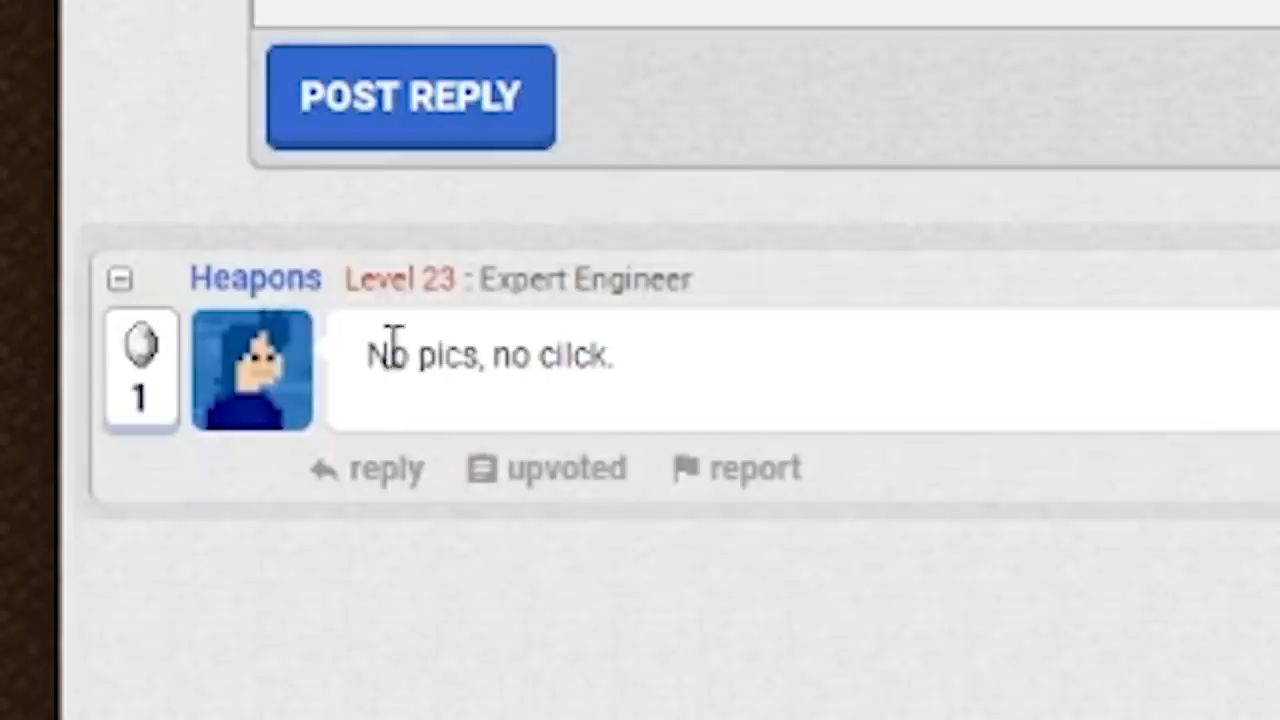 POST REPLY
Heapons Level 23 : Expert Engineer
1
No pics, no click.
reply upvoted report